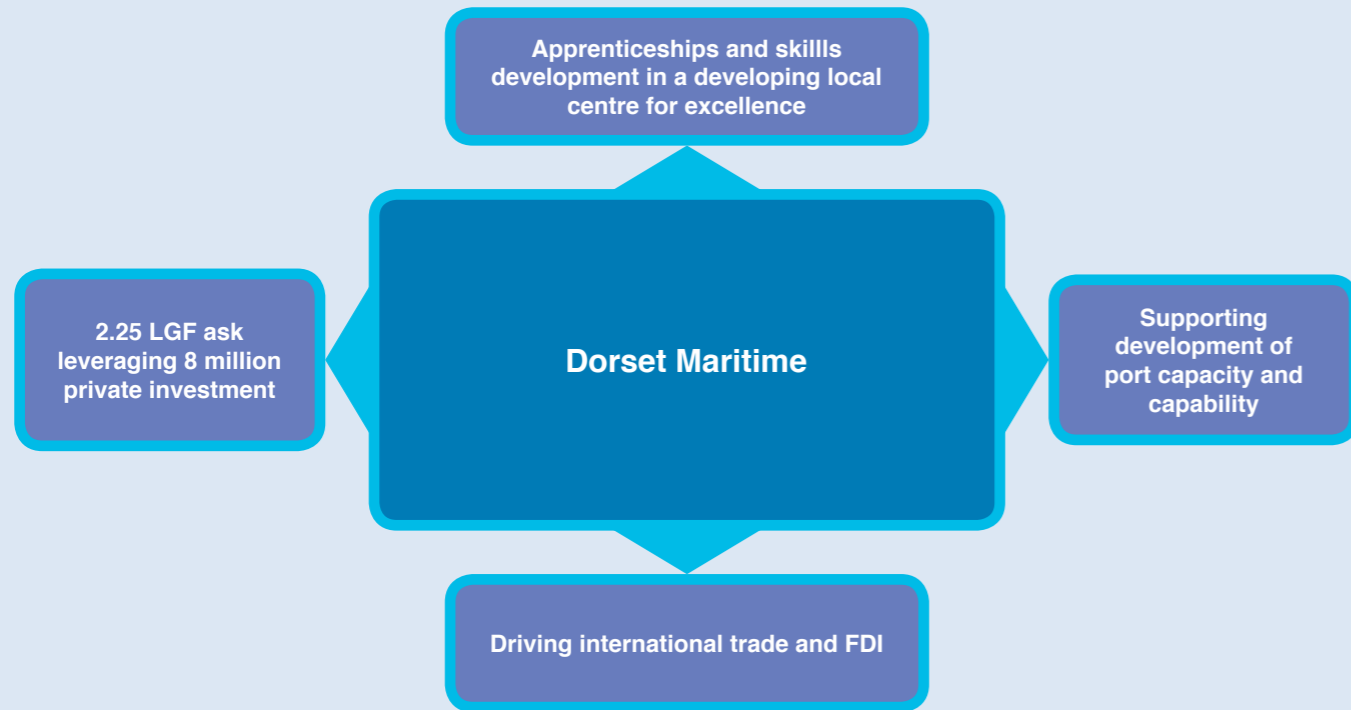 Apprenticeships and skillls
development in a developing local
centre for excellence
2.25 LGF ask
leveraging 8 million
private investment
Dorset Maritime
Supporting
development of
port capacity and
capability
Driving international trade and FDI